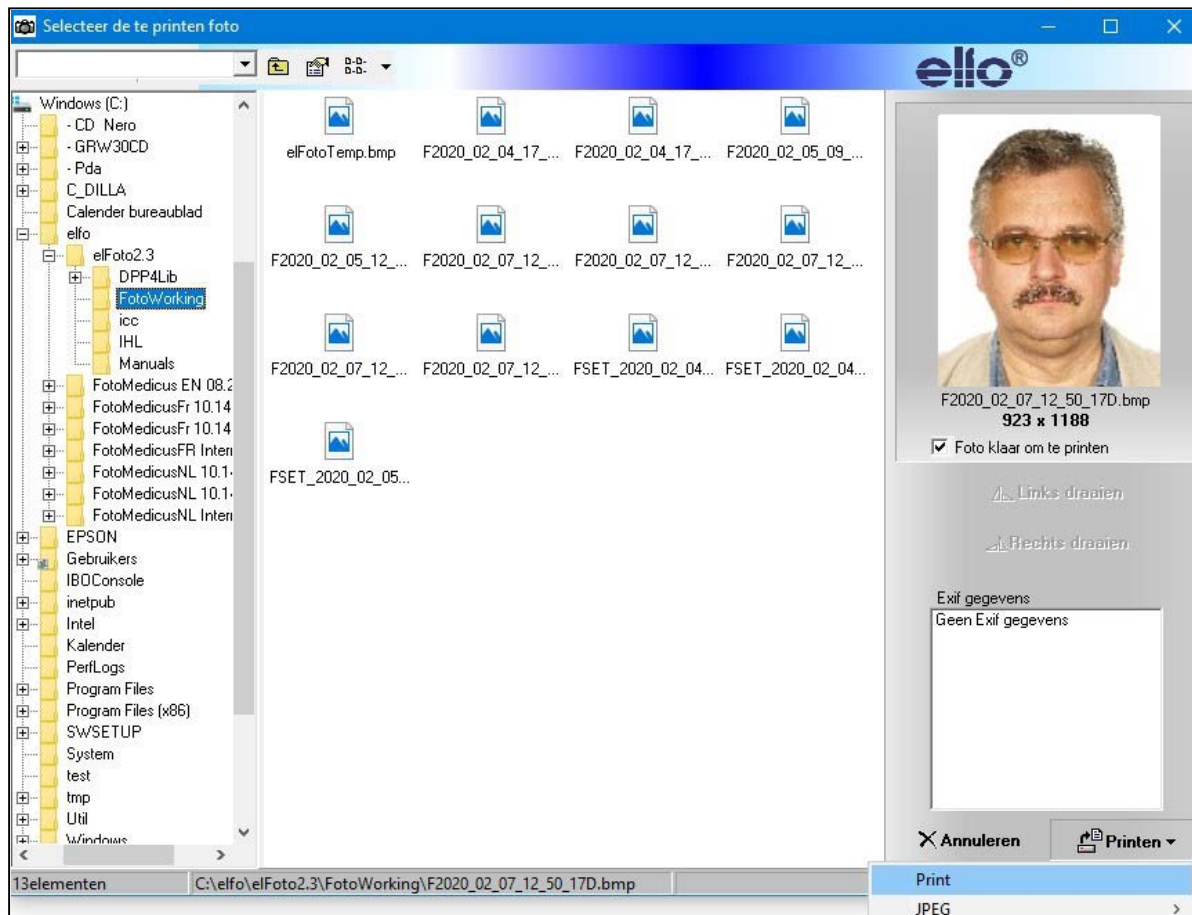 Selecteer de te printen foto
elfo®
Windows (C:)
- CD Nero
- GRW30CD
- Pda
C_DILLA
Calender bureaublad
elfo
elFoto2.3
DPP4Lib
FotoWorking
icc
IHL
Manuals
FotoMedicus EN 08.2
FotoMedicusFr 10.14
FotoMedicusFr 10.14
FotoMedicusFR Intern
FotoMedicusNL 10.1
FotoMedicusNL 10.1
FotoMedicusNL Intern
EPSON
Gebruikers
IBOConsole
inetpub
Intel
Kalender
PerfLogs
Program Files
Program Files (x86)
SWSETUP
System
test
tmp
Util
Windows
elFotoTemp.bmp F2020_02_04_17_... F2020_02_04_17_... F2020_02_05_09_...
F2020_02_05_12_... F2020_02_07_12_... F2020_02_07_12_... F2020_02_07_12_...
F2020_02_07_12_... F2020_02_07_12_... FSET_2020_02_04... FSET_2020_02_04...
FSET_2020_02_05...
F2020_02_07_12_50_17D.bmp
923 x 1188
Foto klaar om te printen
Links draaien
Rechts draaien
Exif gegevens
Geen Exif gegevens
Annuleren Printen
13elementen C:\elfo\elFoto2.3\FotoWorking\F2020_02_07_12_50_17D.bmp
Print
JPEG